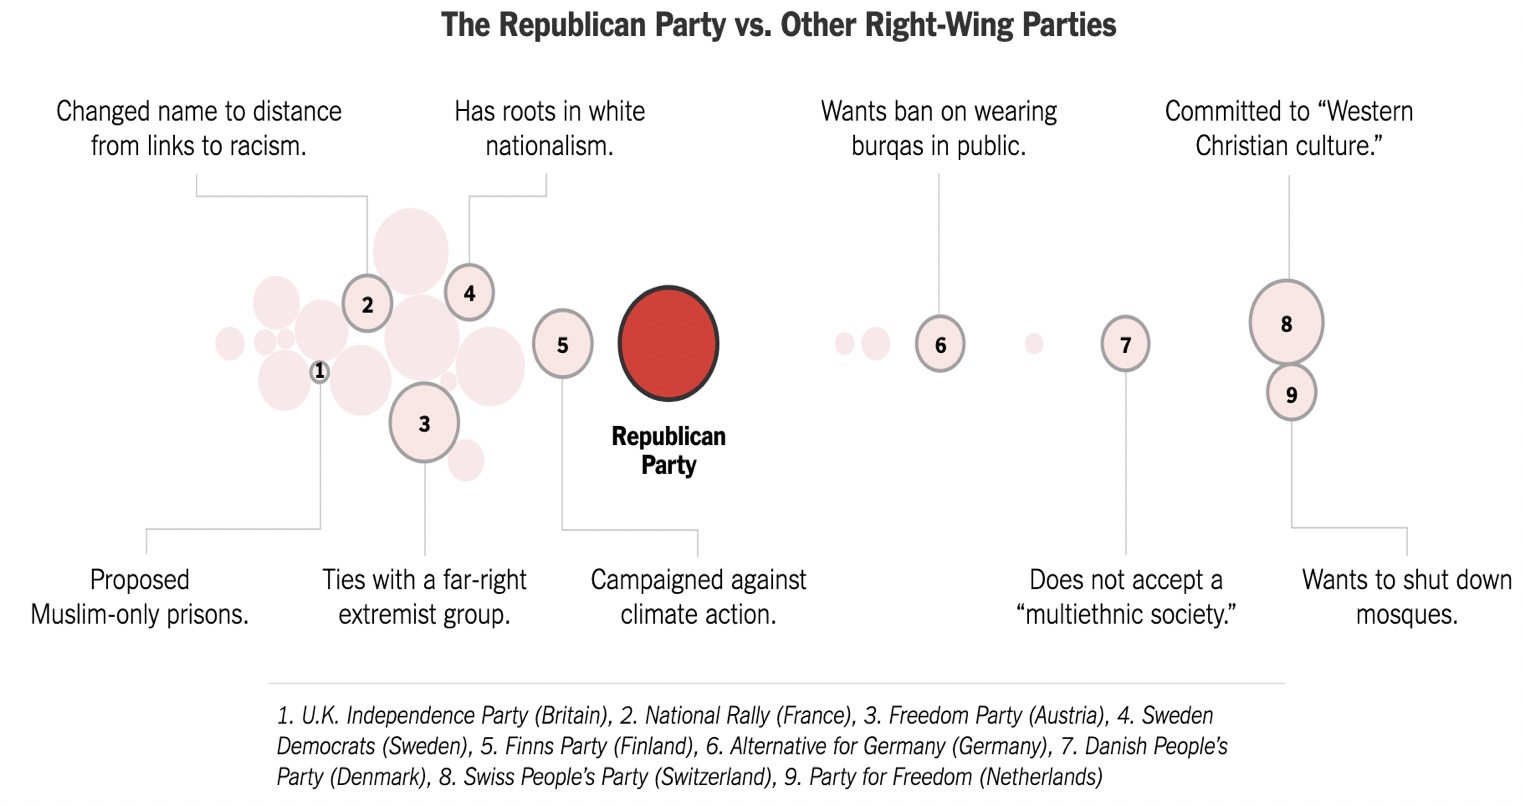 The Republican Party vs. Other Right-Wing Parties
Changed name to distance
from links to racism.
Has roots in white
nationalism.
Wants ban on wearing
burqas in public.
Committed to “Western
Christian culture.”
2
4
1
3
5
6
7
8
9
Republican
Party
Proposed
Muslim-only prisons.
Ties with a far-right
extremist group.
Campaigned against
climate action.
Does not accept a
“multiethnic society.”
Wants to shut down
mosques.
1. U.K. Independence Party (Britain), 2. National Rally (France), 3. Freedom Party (Austria), 4. Sweden
Democrats (Sweden), 5. Finns Party (Finland), 6. Alternative for Germany (Germany), 7. Danish People’s
Party (Denmark), 8. Swiss People’s Party (Switzerland), 9. Party for Freedom (Netherlands)